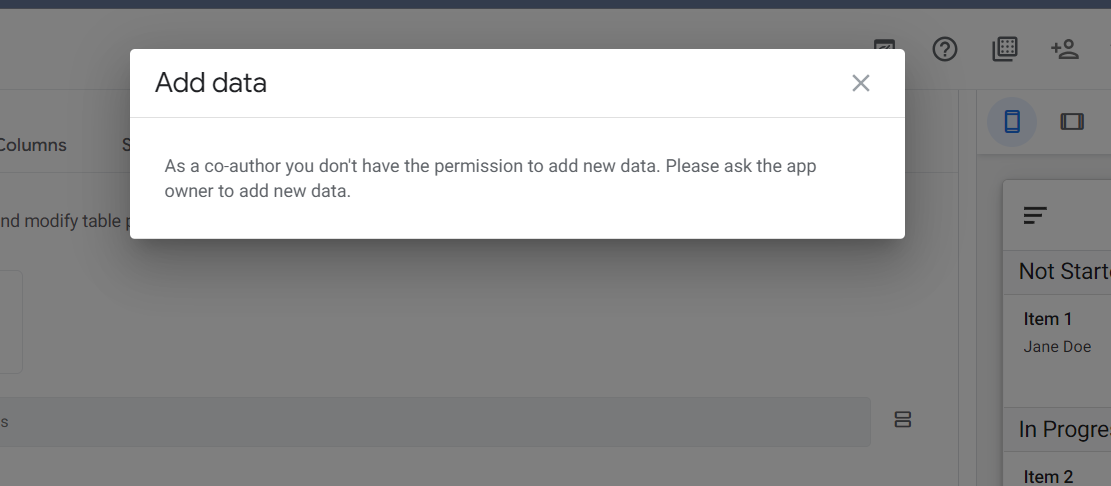 Add data
Columns
S
As a co-author you don't have the permission to add new data. Please ask the app
owner to add new data.
nd modify table p
Not Starte
Item 1
Jane Doe
s
In Progre
Item 2